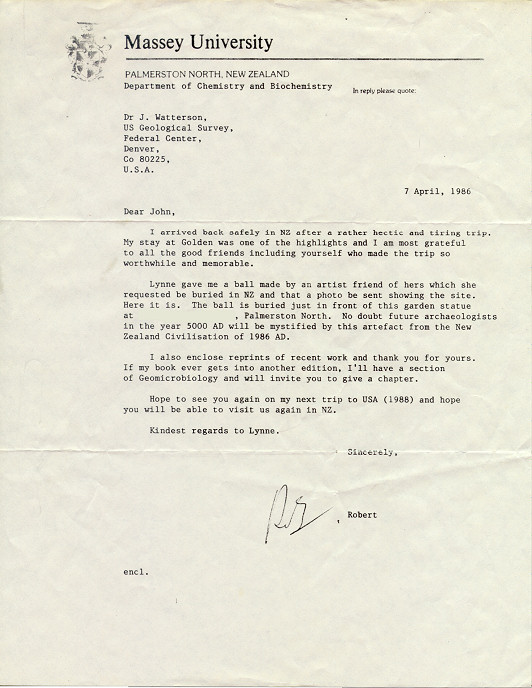 Massey University
PALMERSTON NORTH, NEW ZEALAND
Department of Chemistry and Biochemistry
In reply please quote:
Dr J. Watterson,
US Geological Survey,
Federal Center,
Denver,
Co 80225,
U.S.A.
7 April, 1986
Dear John,
I arrived back safely in NZ after a rather hectic and tiring trip.
My stay at Golden was one of the highlights and I am most grateful
to all the good friends including yourself who made the trip so
worthwhile and memorable.
Lynne gave me a ball made by an artist friend of hers which she
requested be buried in NZ and that a photo be sent showing the site.
Here it is. The ball is buried just in front of this garden statue
at , Palmerston North. No doubt future archaeologists
in the year 5000 AD will be mystified by this artefact from the New
Zealand Civilisation of 1986 AD.
I also enclose reprints of recent work and thank you for yours.
If my book ever gets into another edition, I'll have a section
of Geomicrobiology and will invite you to give a chapter.
Hope to see you again on my next trip to USA (1988) and hope
you will be able to visit us again in NZ.
Kindest regards to Lynne.
Sincerely,
Robert
encl.